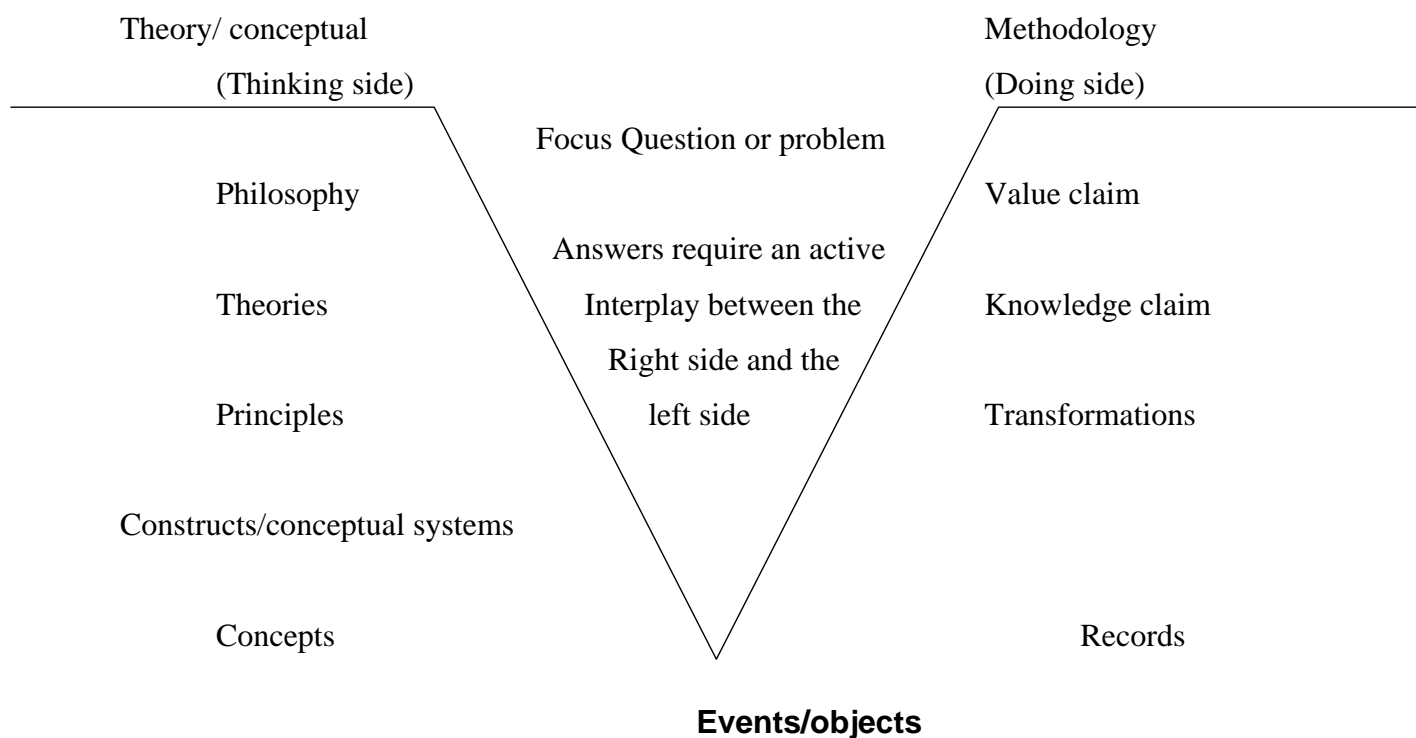 Theory/ conceptual
(Thinking side)
Methodology
(Doing side)
Focus Question or problem
Philosophy
Value claim
Answers require an active
Theories
Interplay between the
Knowledge claim
Right side and the
Principles
left side
Transformations
Constructs/conceptual systems
Concepts
Records
Events/objects